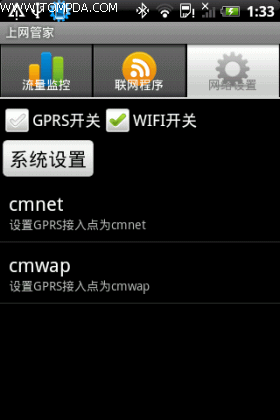 WWW.TOMPDA.COM
1:33
上网管家
流量监控
联网程序
网络设置
GPRS开关
WIFI开关
系统设置
cmnet
设置GPRS接入点为cmnet
cmwap
设置GPRS接入点为cmwap